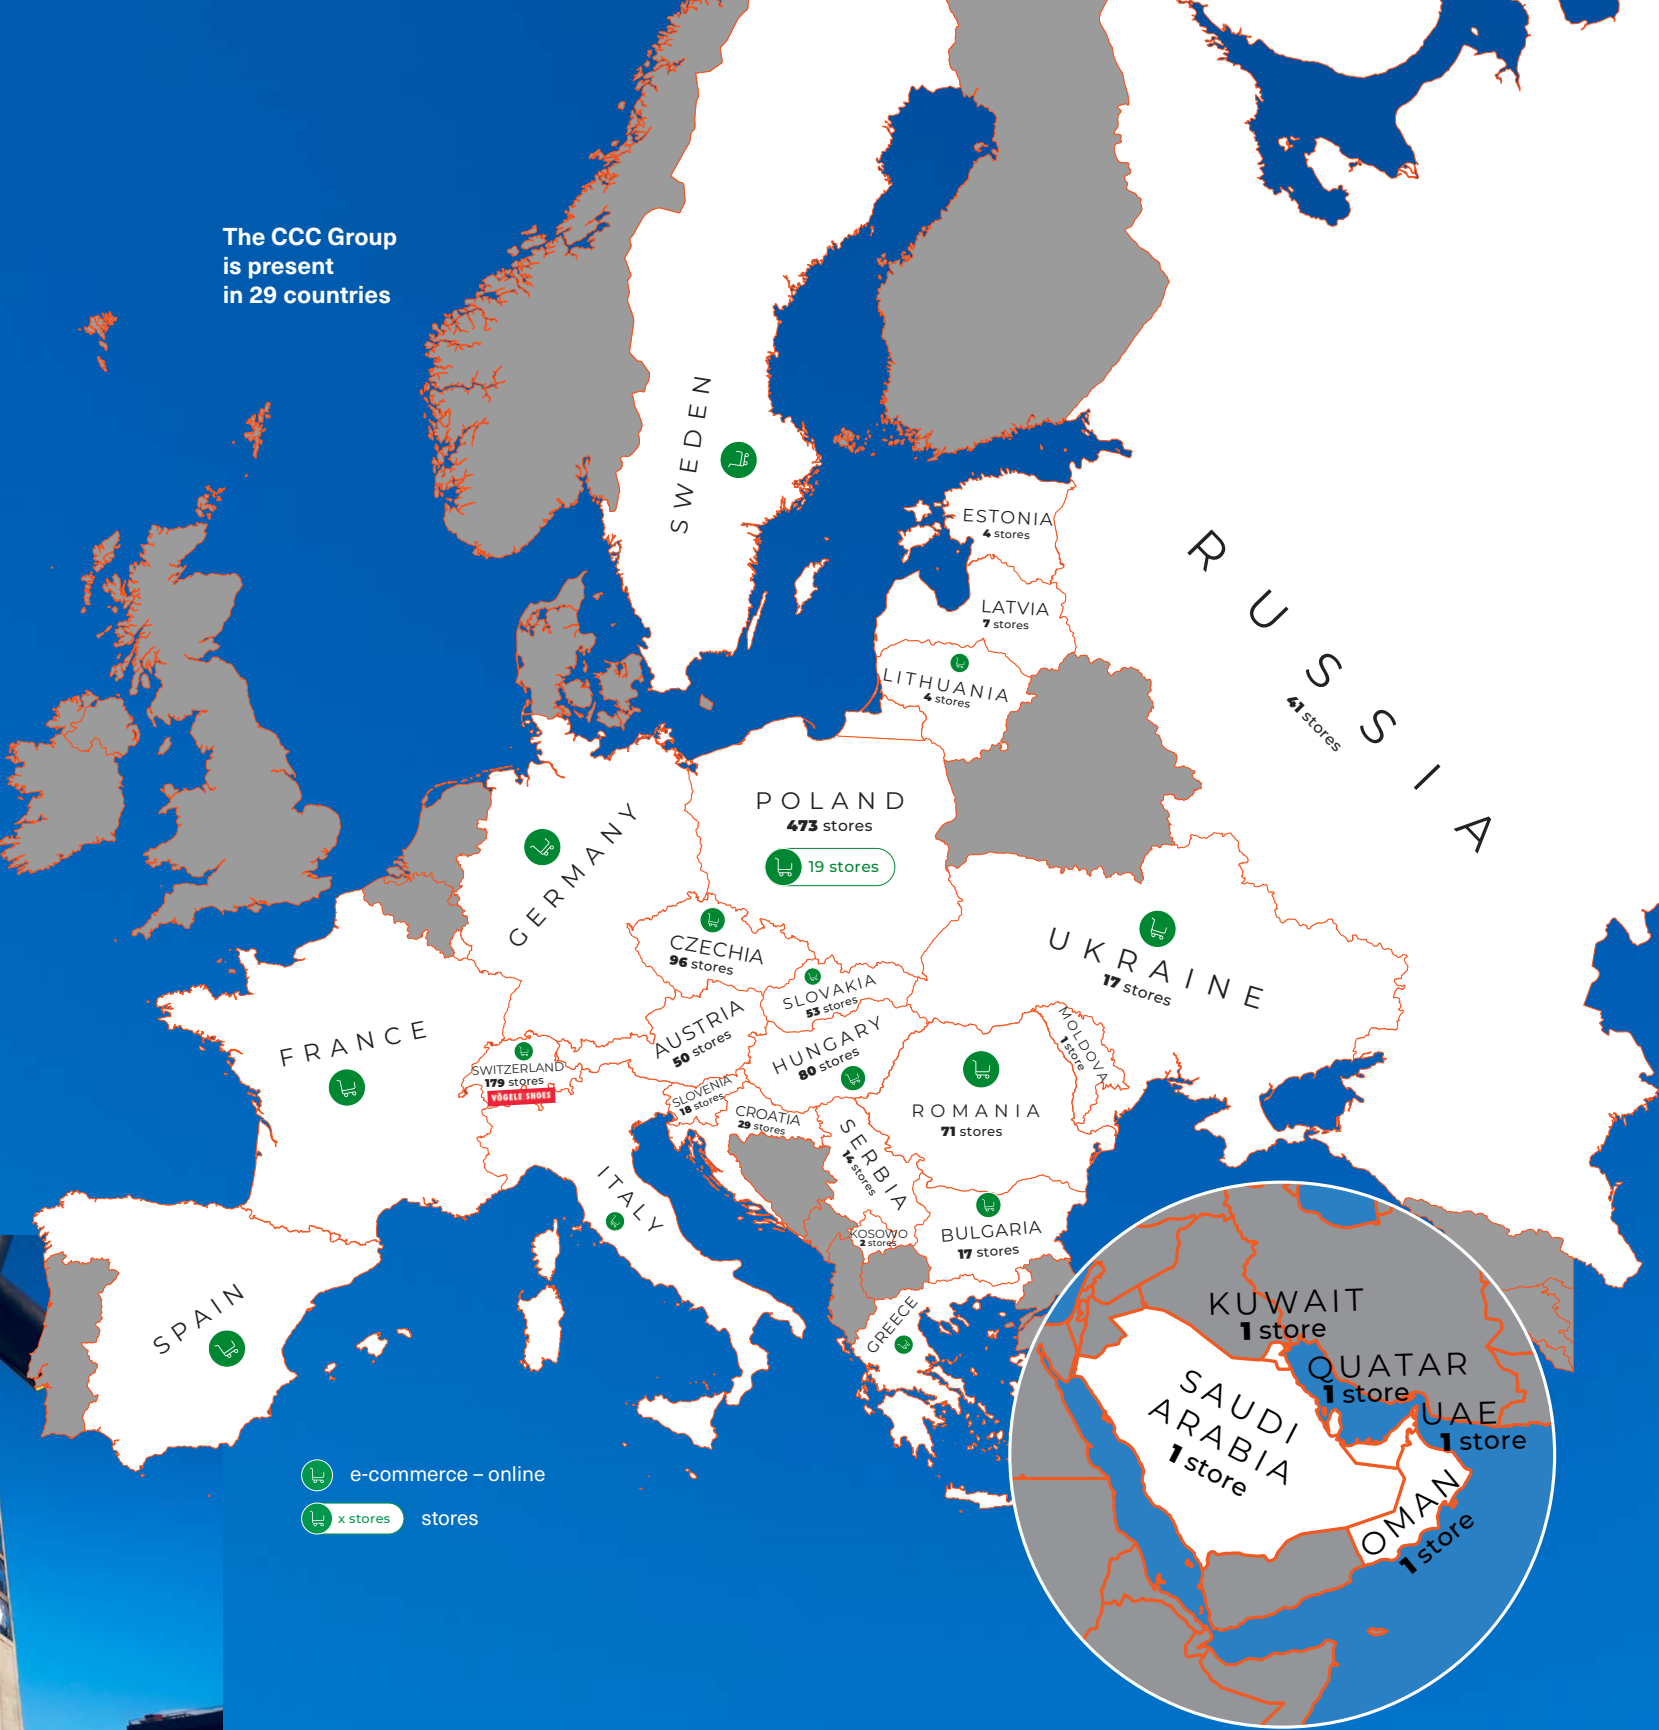 The CCC Group
is present
in 29 countries
SWEDEN
ESTONIA
4 stores
LATVIA
7 stores
LITHUANIA
4 stores
RUSSIA
41 stores
POLAND
473 stores
19 stores
GERMANY
CZECHIA
96 stores
UKRAINE
17 stores
SLOVAKIA
53 stores
AUSTRIA
50 stores
HUNGARY
80 stores
MOLDOVA
1 store
FRANCE
SWITZERLAND
179 stores
VÖGELE SHOES
SLOVENIA
18 stores
CROATIA
29 stores
ROMANIA
71 stores
SERBIA
14 stores
ITALY
KOSOWO
2 stores
BULGARIA
17 stores
SPAIN
GREECE
KUWAIT
1 store
QUATAR
1 store
UAE
1 store
SAUDI
ARABIA
1 store
OMAN
1 store
e-commerce – online
x stores
stores